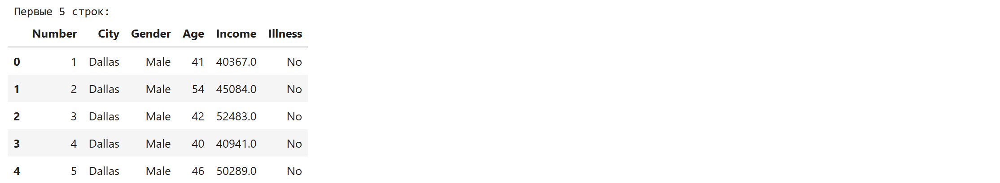 Первые 5 строк:
Number City Gender Age Income Illness
0 1 Dallas Male 41 40367.0 No
1 2 Dallas Male 54 45084.0 No
2 3 Dallas Male 42 52483.0 No
3 4 Dallas Male 40 40941.0 No
4 5 Dallas Male 46 50289.0 No